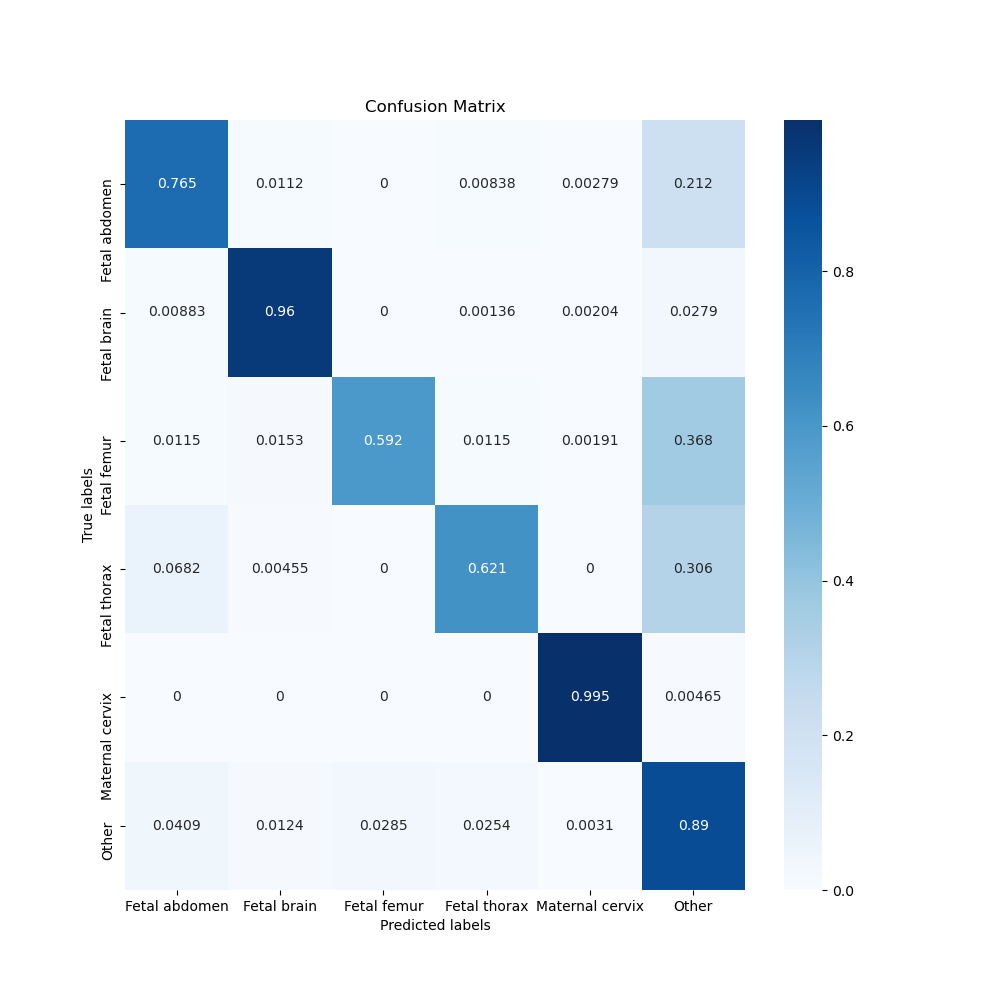 Confusion Matrix
Fetal abdomen
0.765 0.0112 0 0.00838 0.00279 0.212
Fetal brain
0.00883 0.96 0 0.00136 0.00204 0.0279
True labels
Fetal femur
0.0115 0.0153 0.592 0.0115 0.00191 0.368
Fetal thorax
0.0682 0.00455 0 0.621 0 0.306
Maternal cervix
0 0 0 0 0.995 0.00465
Other
0.0409 0.0124 0.0285 0.0254 0.0031 0.89
Fetal abdomen Fetal brain Fetal femur Fetal thorax Maternal cervix Other
Predicted labels
0.8
0.6
0.4
0.2
0.0